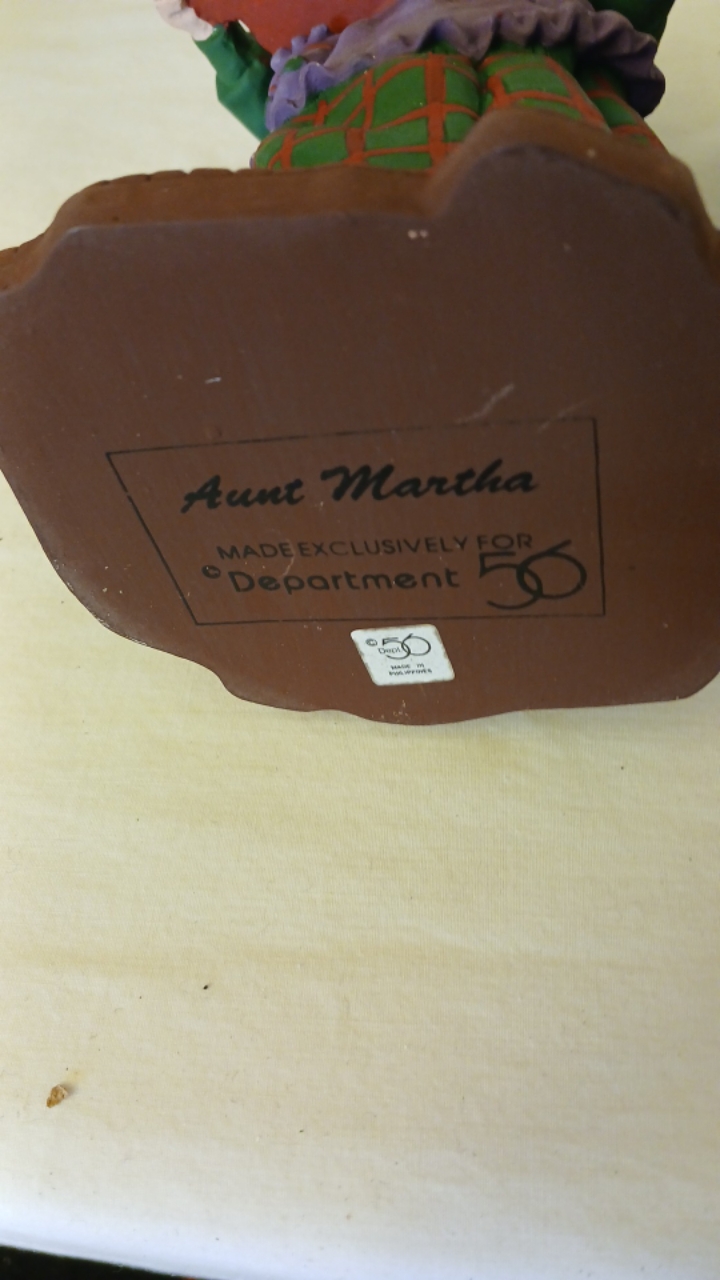 Aunt Martha
MADE EXCLUSIVELY FOR
© Department 56
© Dept. 56
MADE IN
PHILIPPINES